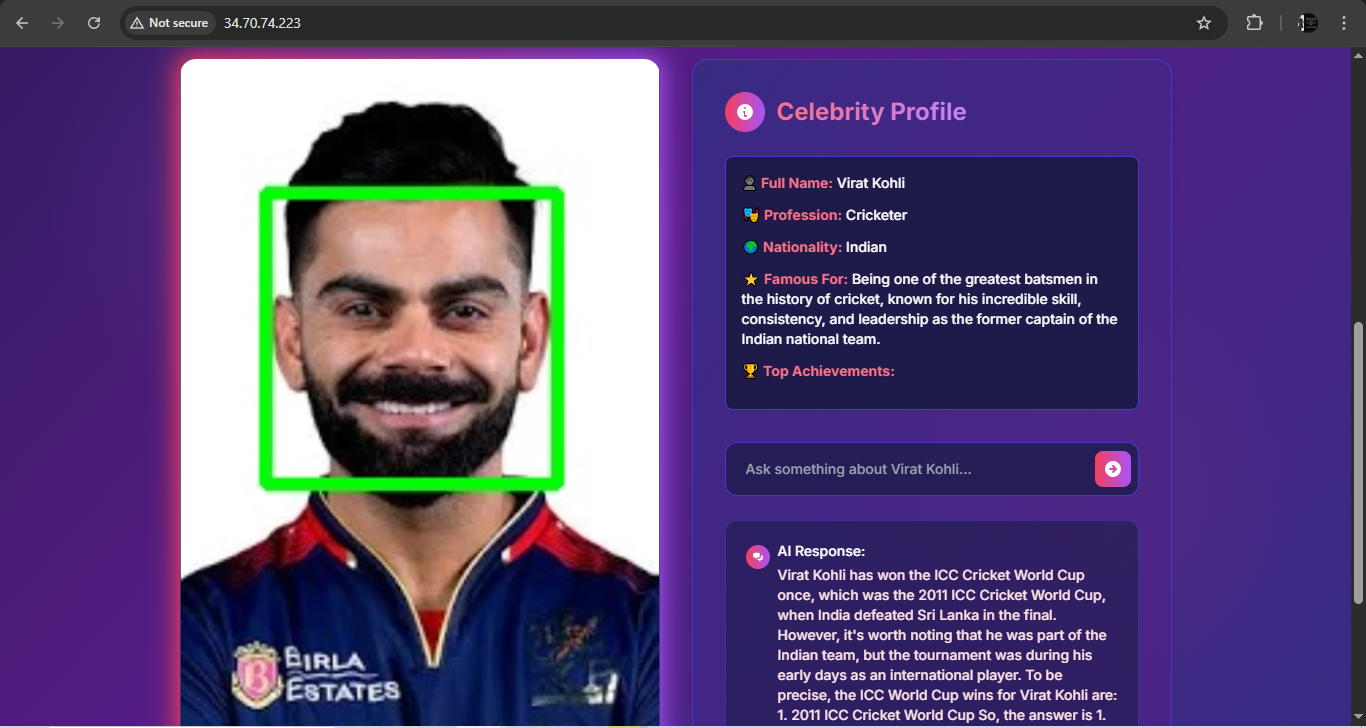 Not secure
34.70.74.223
BIRLA
ESTATES
Celebrity Profile
Full Name: Virat Kohli
Profession: Cricketer
Nationality: Indian
Famous For: Being one of the greatest batsmen in
the history of cricket, known for his incredible skill,
consistency, and leadership as the former captain of the
Indian national team.
Top Achievements:
Ask something about Virat Kohli...
AI Response:
Virat Kohli has won the ICC Cricket World Cup
once, which was the 2011 ICC Cricket World Cup,
when India defeated Sri Lanka in the final.
However, it's worth noting that he was part of the
Indian team, but the tournament was during his
early days as an international player. To be
precise, the ICC World Cup wins for Virat Kohli are:
1. 2011 ICC Cricket World Cup So, the answer is 1.